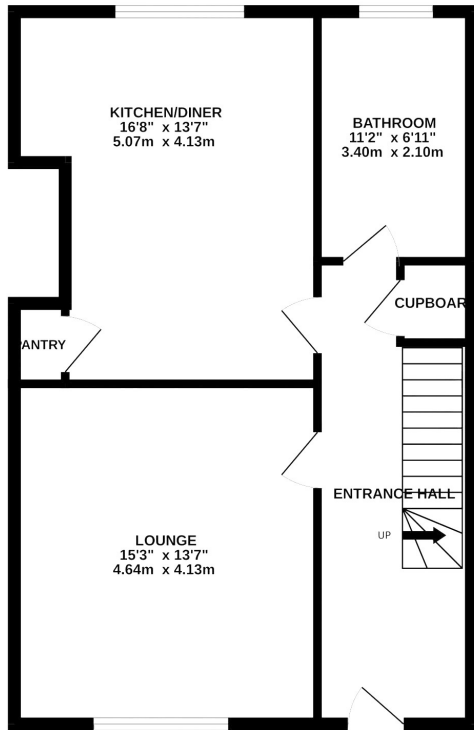 KITCHEN/DINER
16'8" x 13'7"
5.07m x 4.13m
BATHROOM
11'2" x 6'11"
3.40m x 2.10m
CUPBOAR
ANTRY
ENTRANCE HALL
UP
LOUNGE
15'3" x 13'7"
4.64m x 4.13m